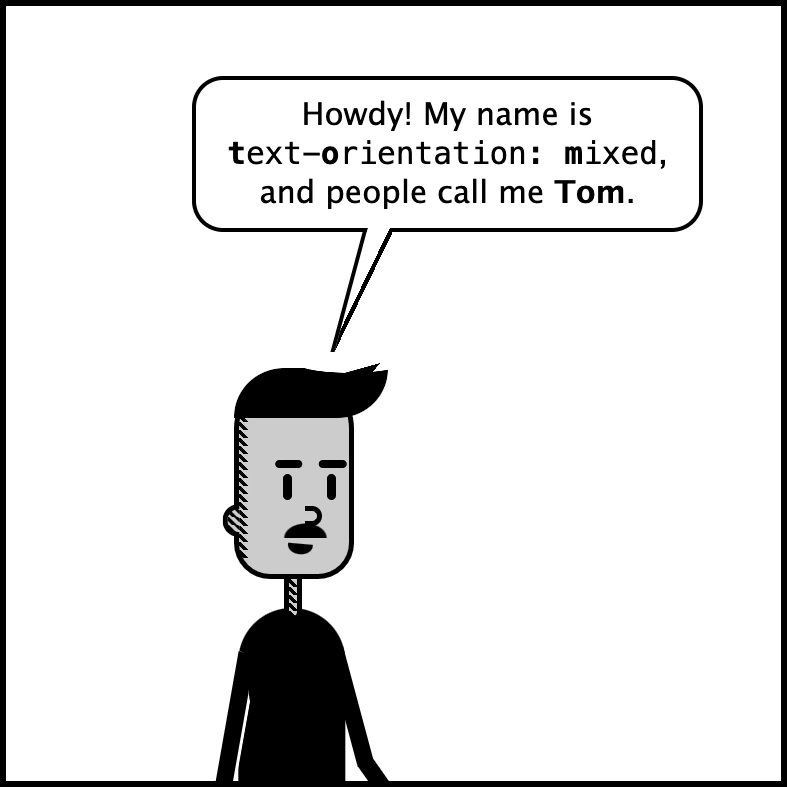 Howdy! My name is
text-orientation: mixed,
and people call me Tom.